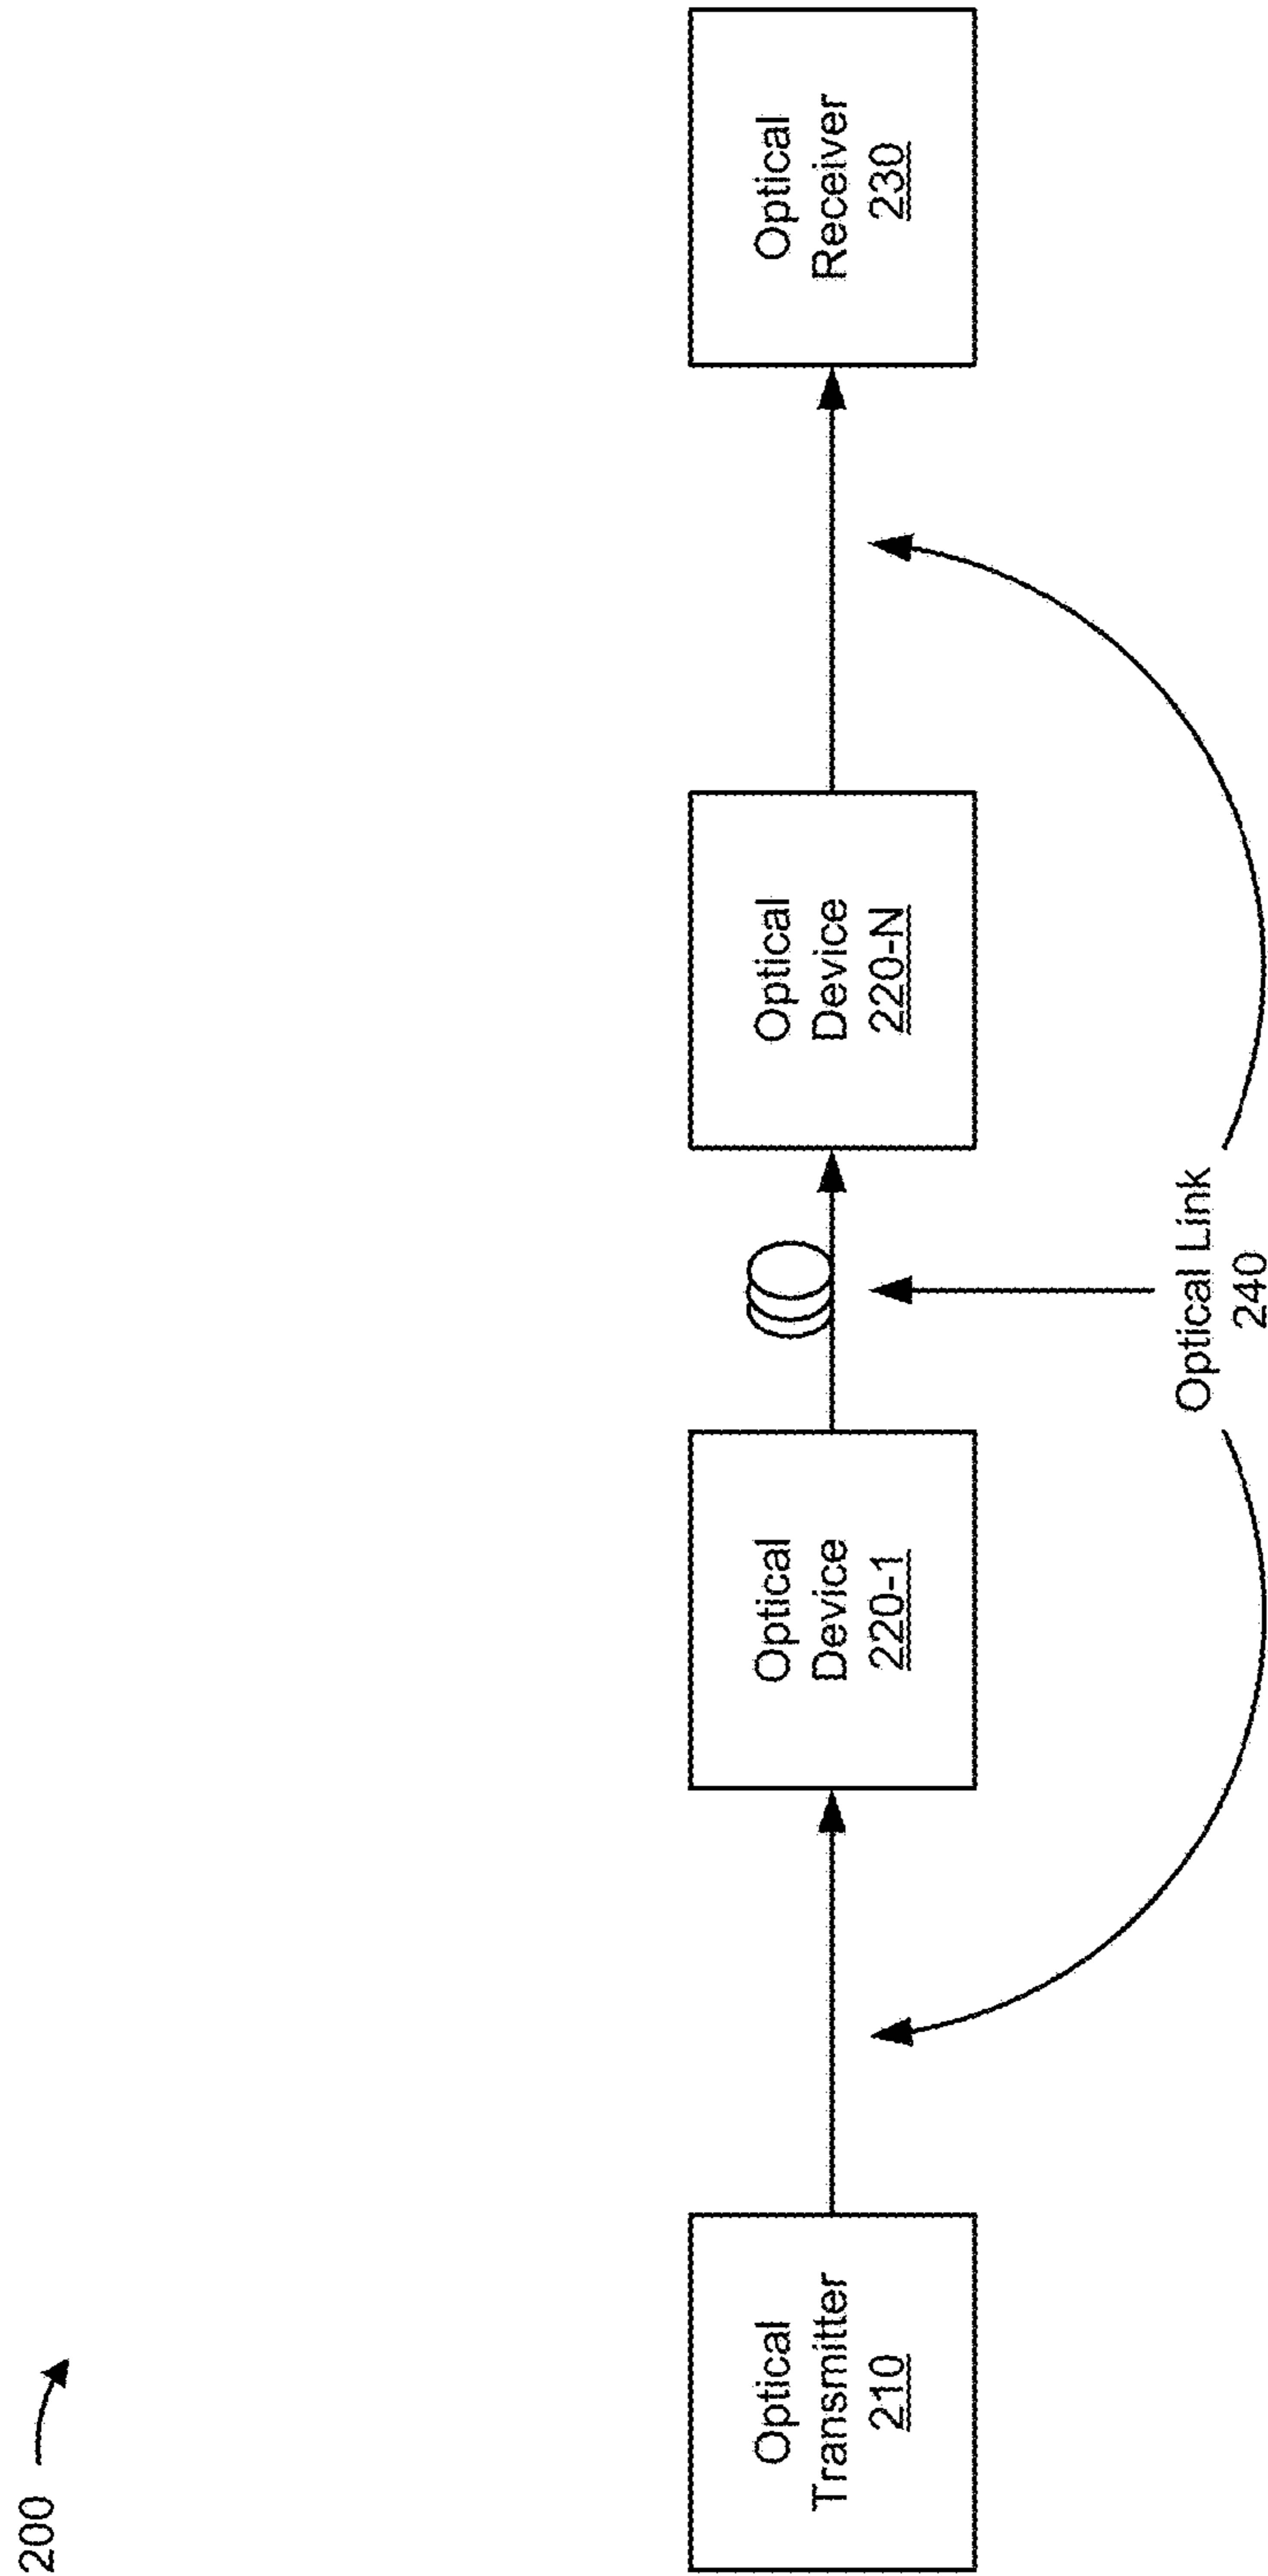 200
Optical
Transmitter
210
Optical
Device
220-1
Optical
Device
220-N
Optical
Receiver
230
Optical Link
240